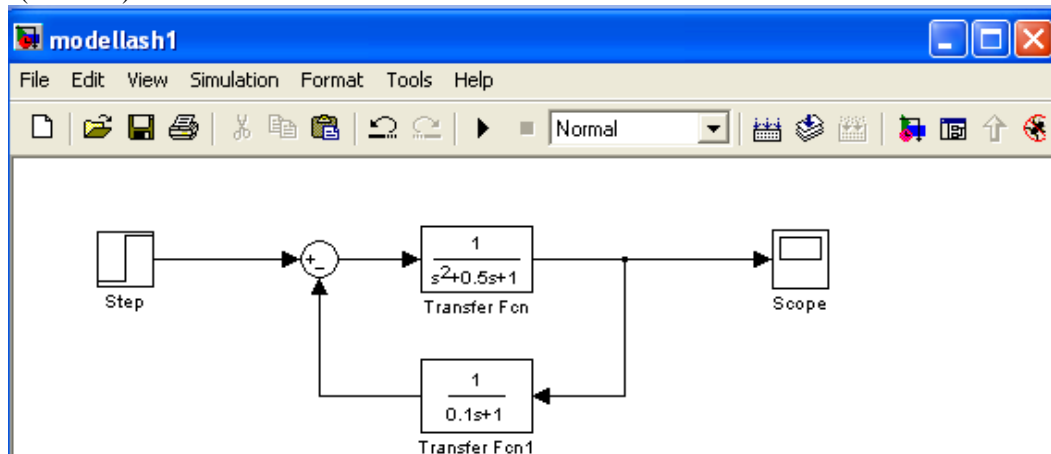 modellash1
File Edit View Simulation Format Tools Help
Normal
+
-
1
s²+0.5s+1
Step
Transfer Fcn
Scope
1
0.1s+1
Transfer Fcn1